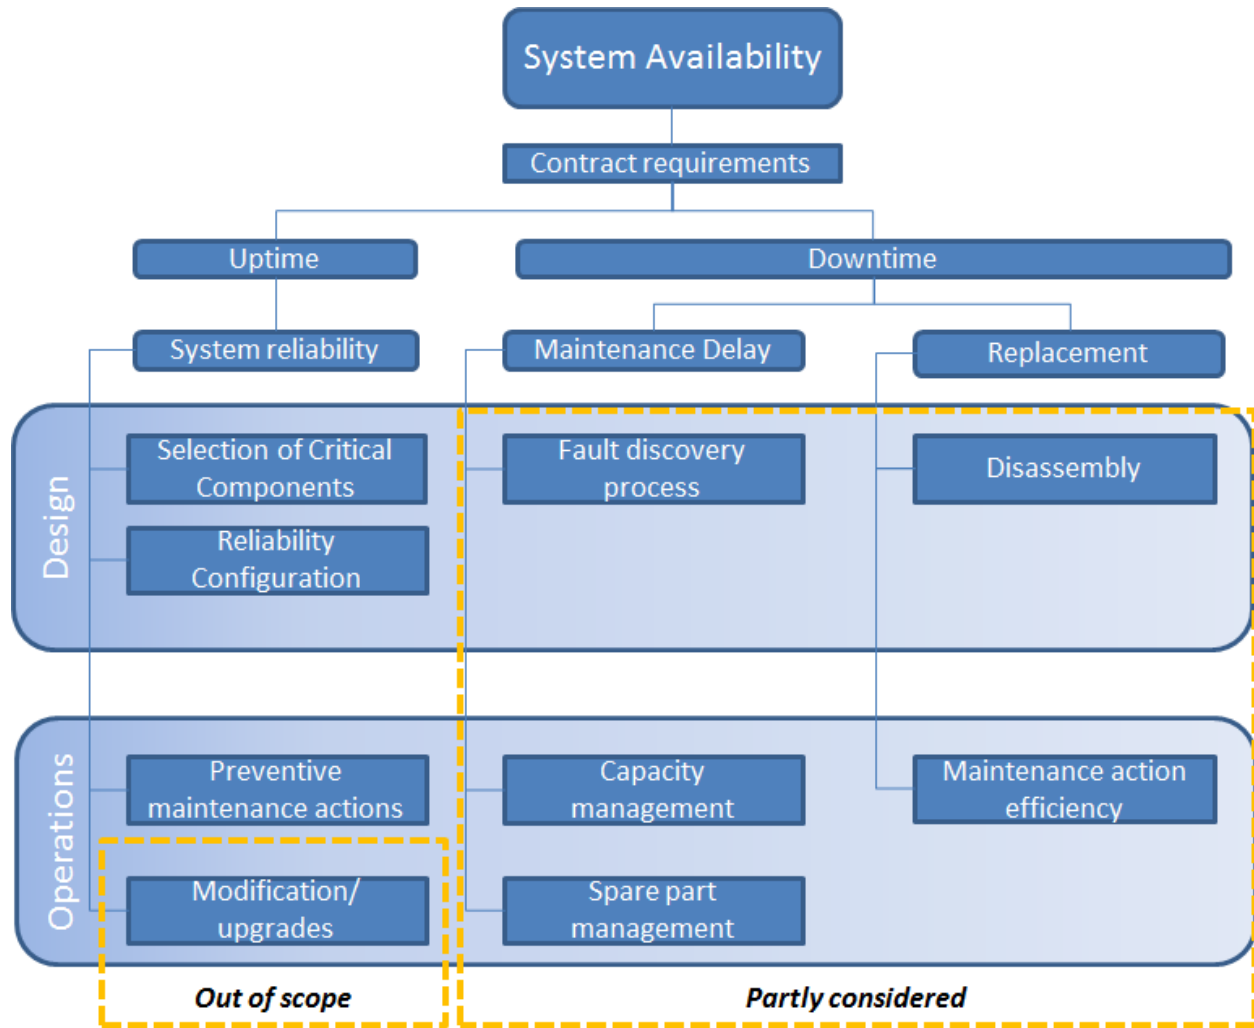 System Availability
Contract requirements
Uptime
Downtime
System reliability
Maintenance Delay
Replacement
Design
Selection of Critical
Components
Fault discovery
process
Disassembly
Reliability
Configuration
Operations
Preventive
maintenance actions
Capacity
management
Maintenance action
efficiency
Modification/
upgrades
Spare part
management
Out of scope
Partly considered